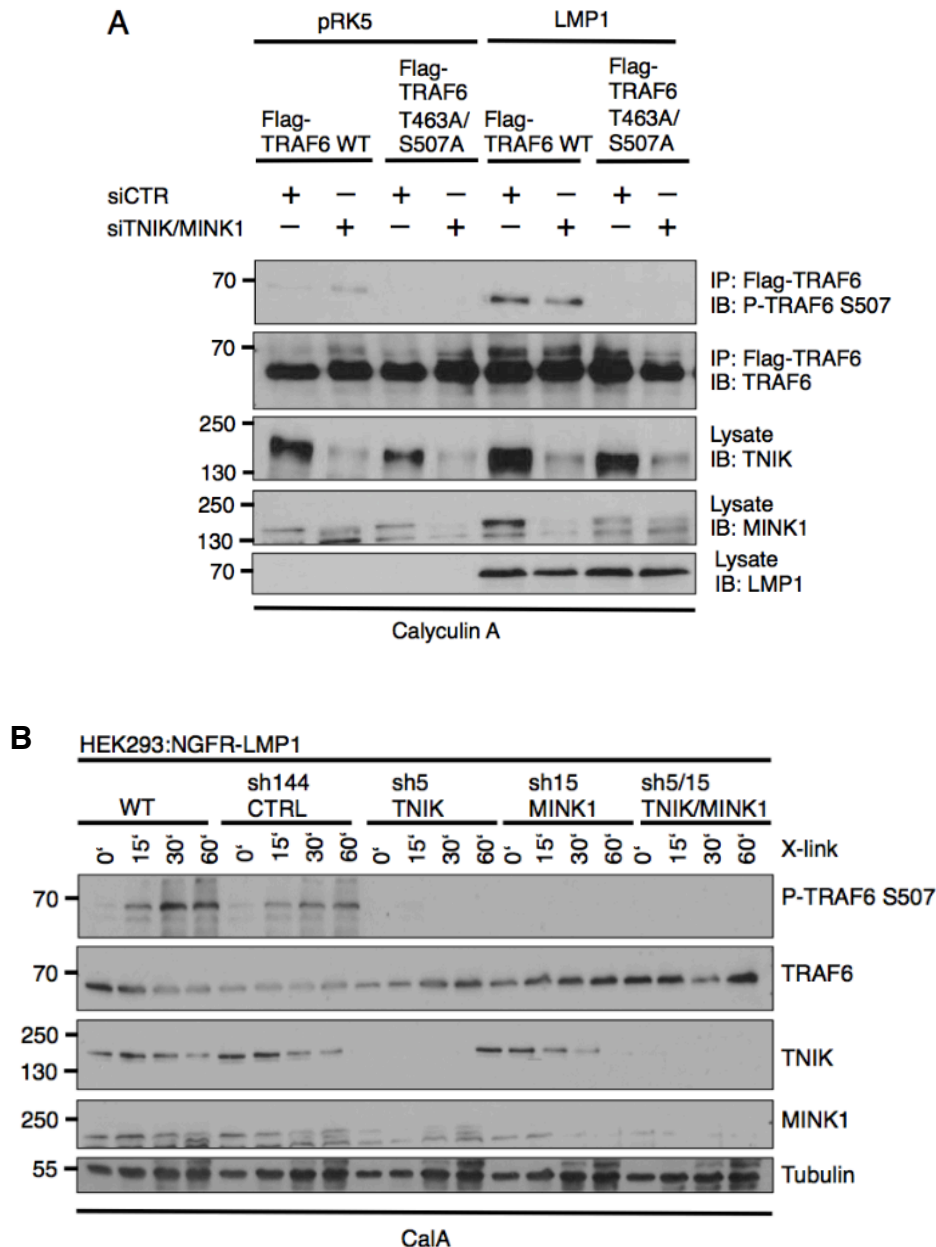 A
pRK5 LMP1
Flag- Flag-
TRAF6 TRAF6
Flag- T463A/ Flag- T463A/
TRAF6 WT S507A TRAF6 WT S507A
siCTR + – + – + – + –
siTNIK/MINK1 – + – + – + – +
70 IP: Flag-TRAF6
IB: P-TRAF6 S507
70 IP: Flag-TRAF6
IB: TRAF6
250 Lysate
130 IB: TNIK
250 Lysate
130 IB: MINK1
70 Lysate
IB: LMP1
Calyculin A
B
HEK293:NGFR-LMP1
sh144 sh5 sh15 sh5/15
WT CTRL TNIK MINK1 TNIK/MINK1
0‘ 15‘ 30‘ 60‘ 0‘ 15‘ 30‘ 60‘ 0‘ 15‘ 30‘ 60‘ 0‘ 15‘ 30‘ 60‘ 0‘ 15‘ 30‘ 60‘ X-link
70 P-TRAF6 S507
70 TRAF6
250
130 TNIK
250 MINK1
55 Tubulin
CalA